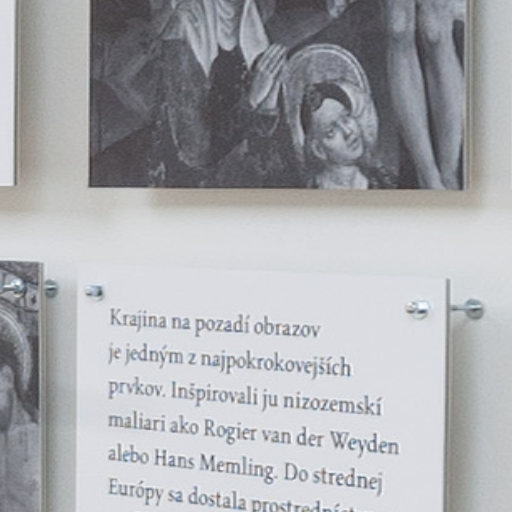 Krajina na pozadí obrazov
je jedným z najpokrokovejších
prvkov. Inšpirovali ju nizozemskí
maliari ako Rogier van der Weyden
alebo Hans Memling. Do strednej
Európy sa dostala